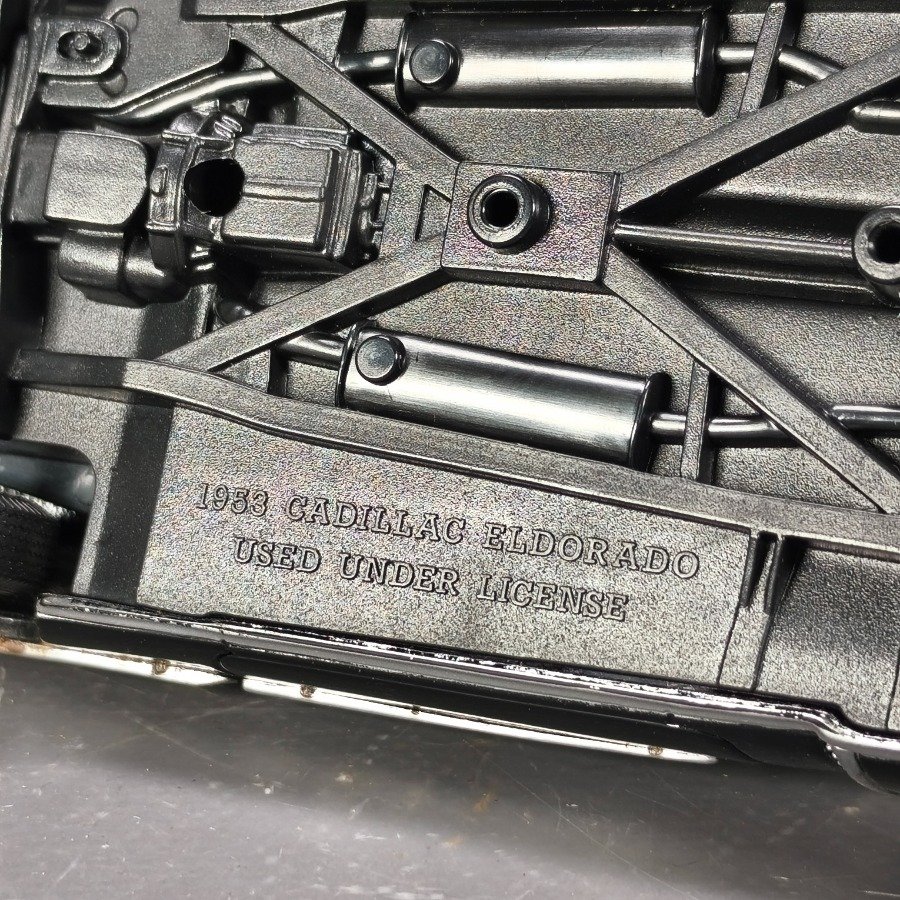 1953 CADILLAC ELDORADO
USED UNDER LICENSE